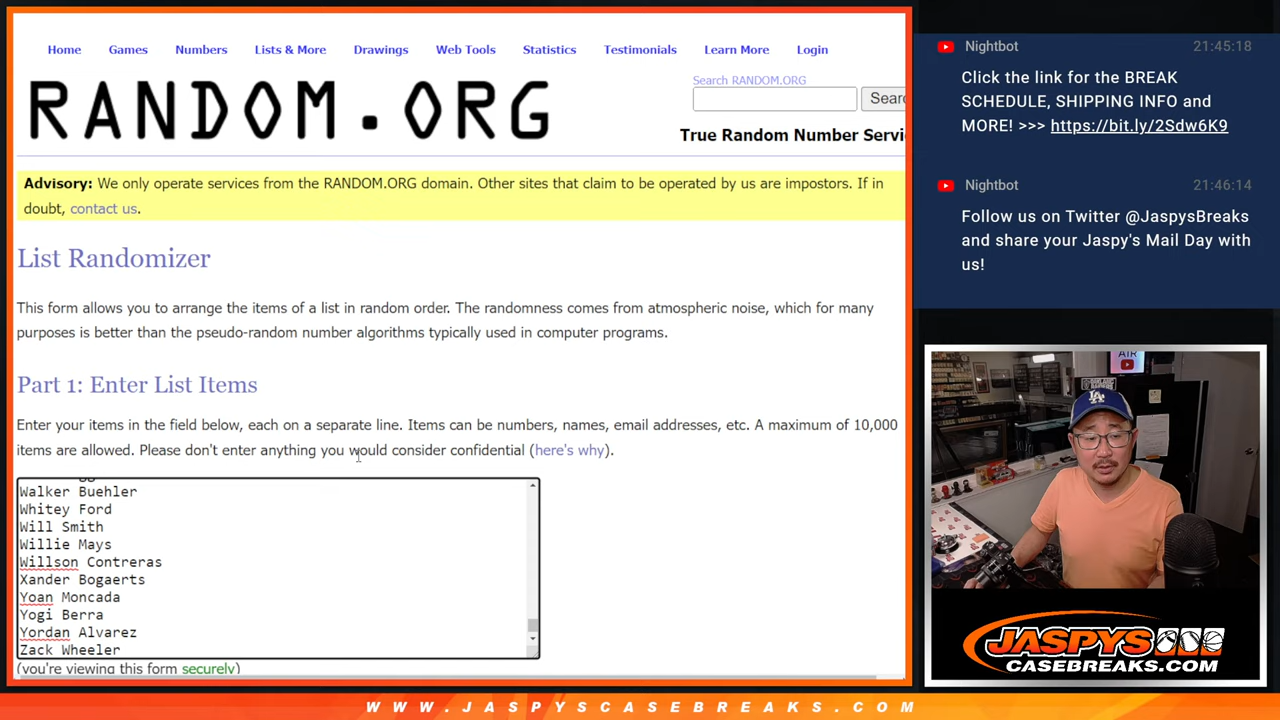 Home Games Numbers Lists & More Drawings Web Tools Statistics Testimonials Learn More Login
Search RANDOM.ORG
RANDOM.ORG
Sear
True Random Number Servi
Advisory: We only operate services from the RANDOM.ORG domain. Other sites that claim to be operated by us are impostors. If in
doubt, contact us.
List Randomizer
This form allows you to arrange the items of a list in random order. The randomness comes from atmospheric noise, which for many
purposes is better than the pseudo-random number algorithms typically used in computer programs.
Part 1: Enter List Items
Enter your items in the field below, each on a separate line. Items can be numbers, names, email addresses, etc. A maximum of 10,000
items are allowed. Please don't enter anything you would consider confidential (here's why).
Walker Buehler
Whitey Ford
Will Smith
Willie Mays
Willson Contreras
Xander Bogaerts
Yoan Moncada
Yogi Berra
Yordan Alvarez
Zack Wheeler
(you're viewing this form securely)
Nightbot 21:45:18
Click the link for the BREAK
SCHEDULE, SHIPPING INFO and
MORE! >>> https://bit.ly/2Sdw6K9
Nightbot 21:46:14
Follow us on Twitter @JaspysBreaks
and share your Jaspy's Mail Day with
us!
AIR
LA
JASPYS
CASEBREAKS.COM
WWW.JASPYSCASEBREAKS.COM